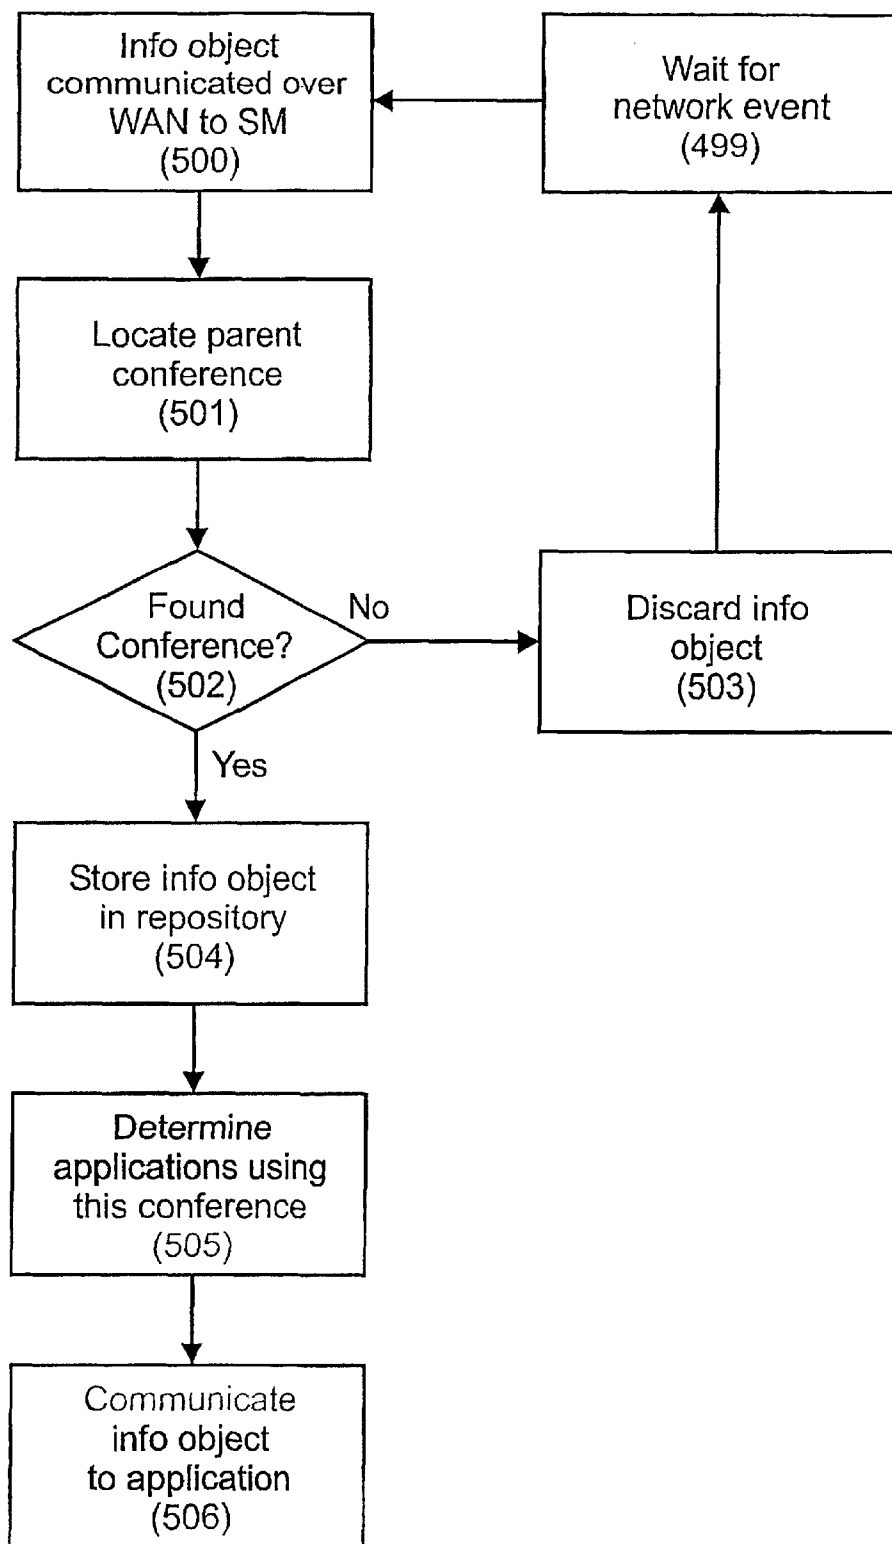 Info object
communicated over
WAN to SM
(500)
Wait for
network event
(499)
Locate parent
conference
(501)
Found
Conference?
(502)
No
Discard info
object
(503)
Yes
Store info object
in repository
(504)
Determine
applications using
this conference
(505)
Communicate
info object
to application
(506)